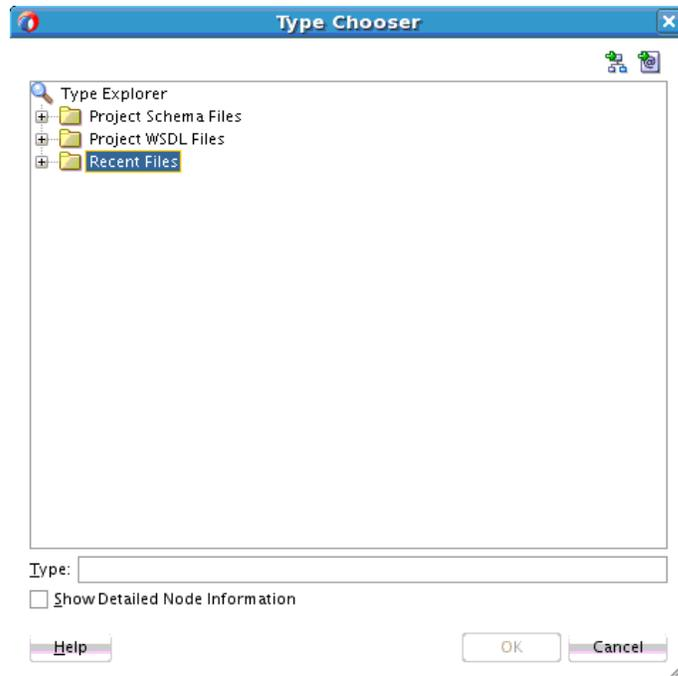 Type Chooser
Type Explorer
Project Schema Files
Project WSDL Files
Recent Files
Type:
Show Detailed Node Information
Help
OK
Cancel